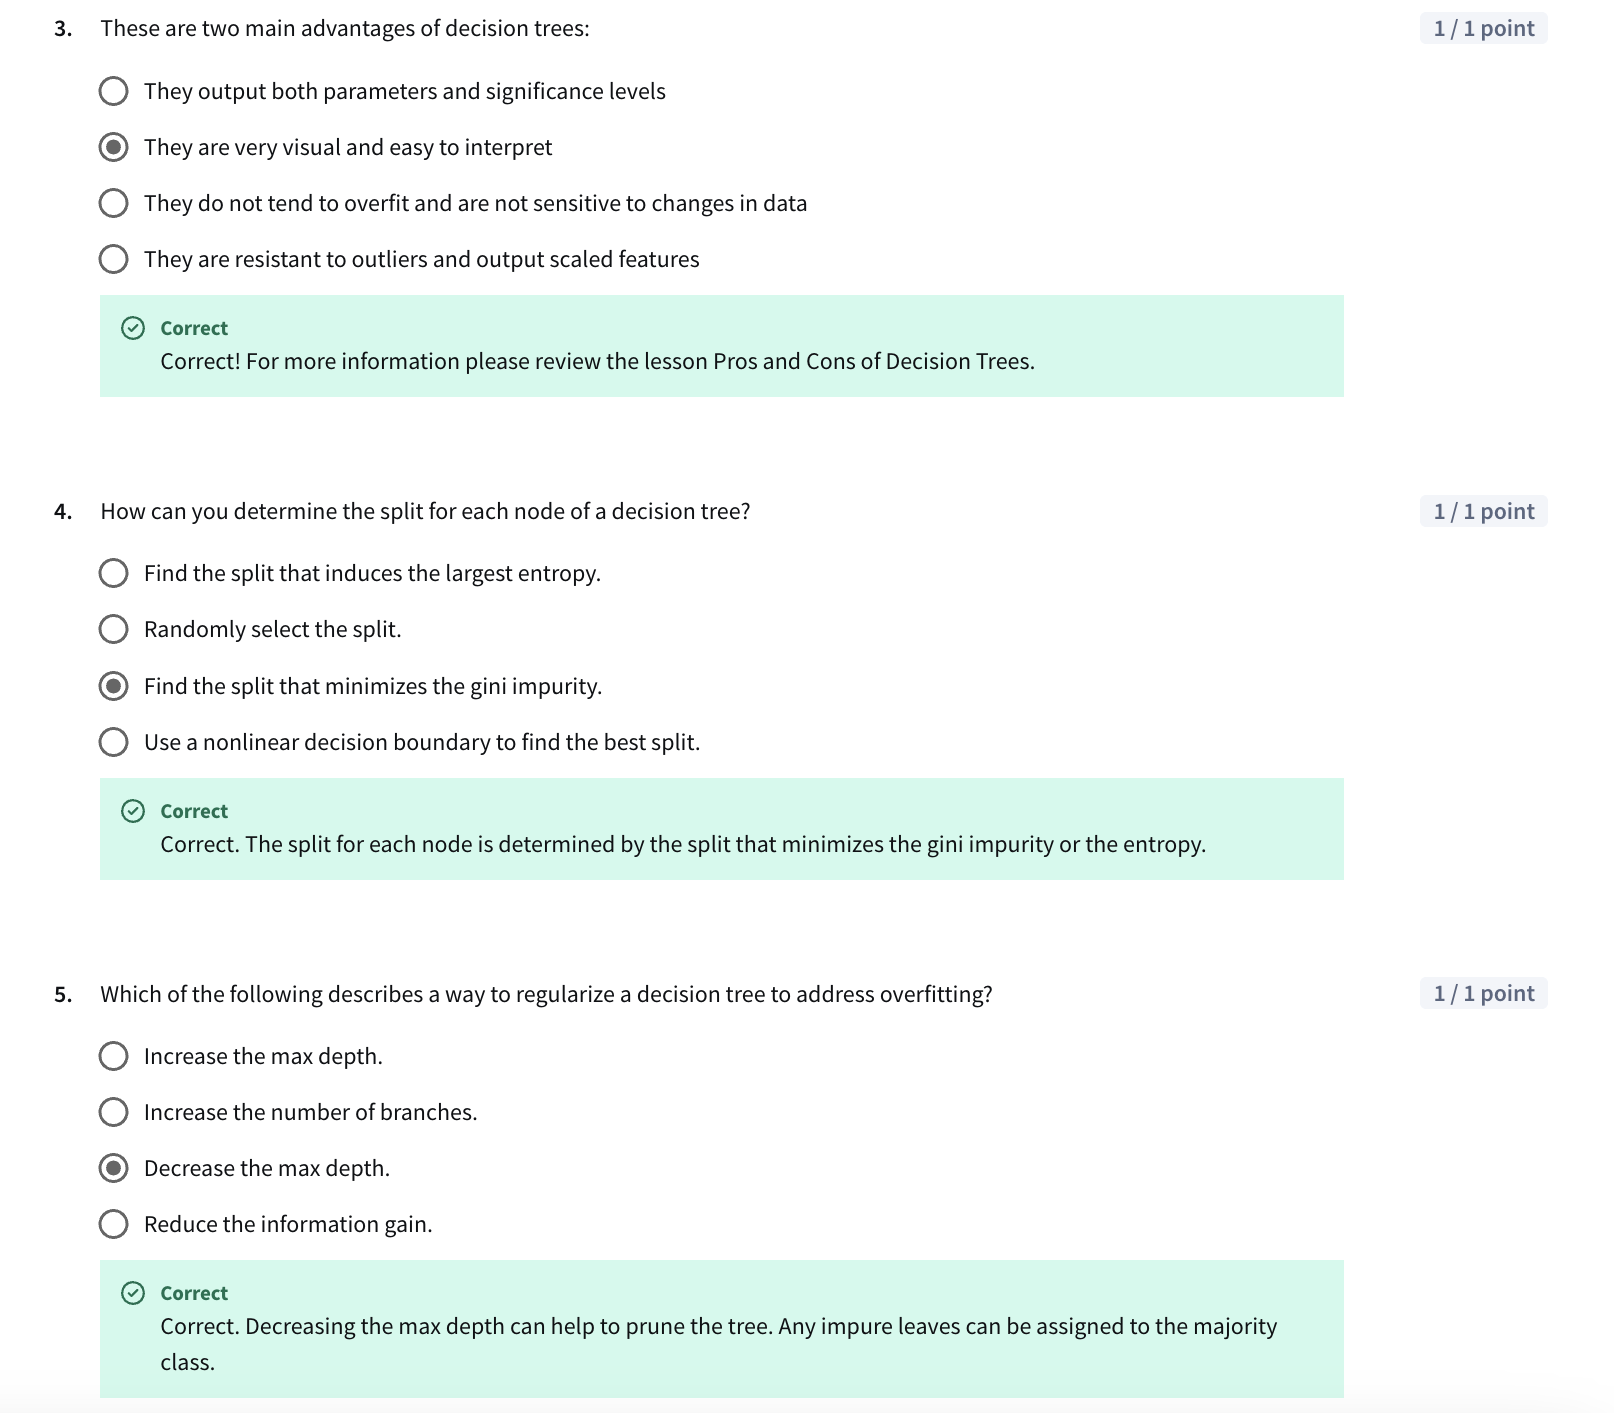 3. These are two main advantages of decision trees: 1 / 1 point
They output both parameters and significance levels
They are very visual and easy to interpret
They do not tend to overfit and are not sensitive to changes in data
They are resistant to outliers and output scaled features
Correct
Correct! For more information please review the lesson Pros and Cons of Decision Trees.
4. How can you determine the split for each node of a decision tree? 1 / 1 point
Find the split that induces the largest entropy.
Randomly select the split.
Find the split that minimizes the gini impurity.
Use a nonlinear decision boundary to find the best split.
Correct
Correct. The split for each node is determined by the split that minimizes the gini impurity or the entropy.
5. Which of the following describes a way to regularize a decision tree to address overfitting? 1 / 1 point
Increase the max depth.
Increase the number of branches.
Decrease the max depth.
Reduce the information gain.
Correct
Correct. Decreasing the max depth can help to prune the tree. Any impure leaves can be assigned to the majority
class.